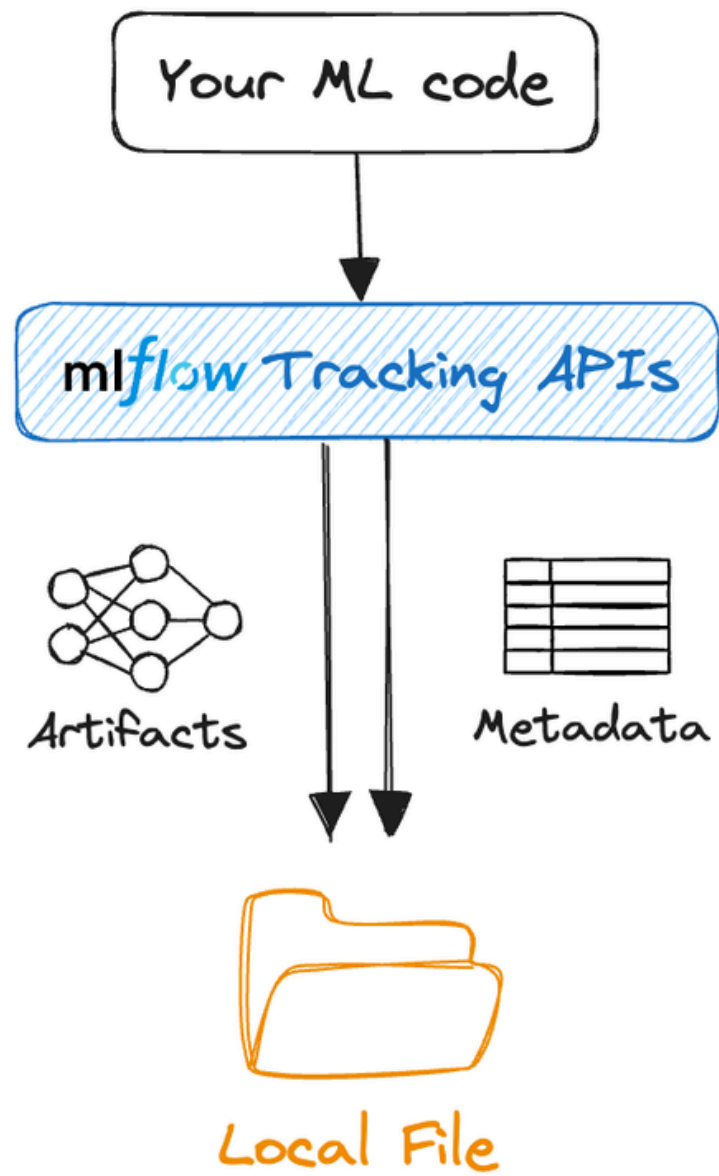 Your ML code
mlflow Tracking APIs
Artifacts
Metadata
Local File